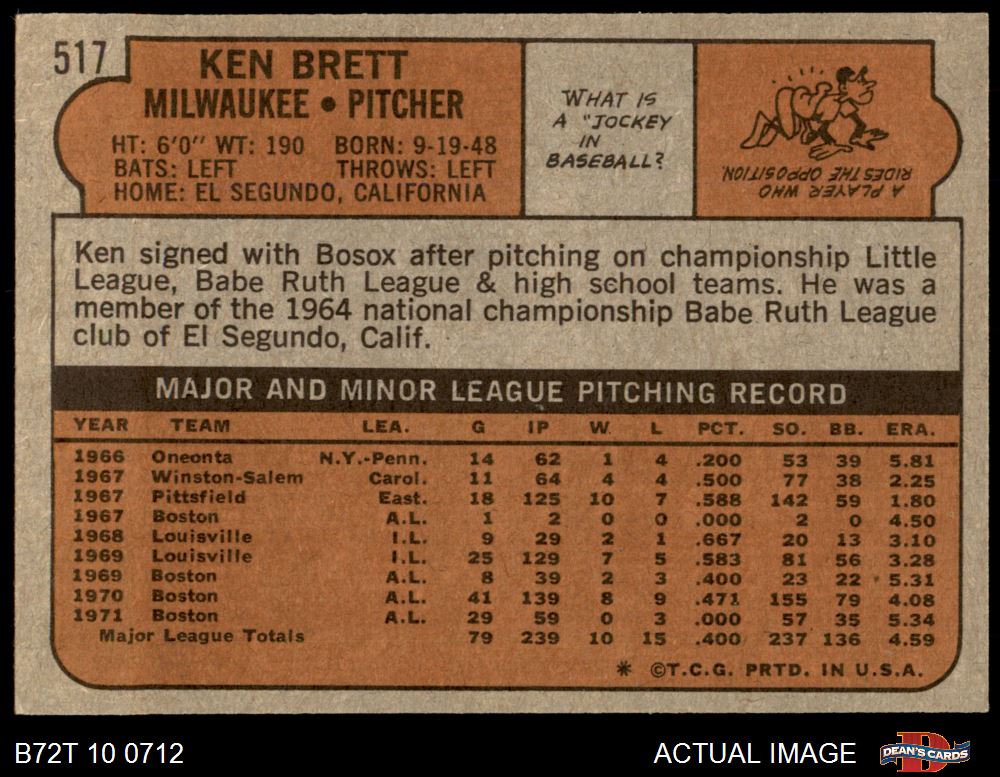 517
KEN BRETT
MILWAUKEE • PITCHER
HT: 6'0" WT: 190 BORN: 9-19-48
BATS: LEFT THROWS: LEFT
HOME: EL SEGUNDO, CALIFORNIA
WHAT IS
A "JOCKEY
IN
BASEBALL?
A PLAYER WHO
RIDES THE OPPOSITION.
Ken signed with Bosox after pitching on championship Little
League, Babe Ruth League & high school teams. He was a
member of the 1964 national championship Babe Ruth League
club of El Segundo, Calif.
MAJOR AND MINOR LEAGUE PITCHING RECORD
YEAR TEAM LEA. G IP W. L PCT. SO. BB. ERA.
1966 Oneonta N.Y.-Penn. 14 62 1 4 .200 53 39 5.81
1967 Winston-Salem Carol. 11 64 4 4 .500 77 38 2.25
1967 Pittsfield East. 18 125 10 7 .588 142 59 1.80
1967 Boston A.L. 1 2 0 0 .000 2 0 4.50
1968 Louisville I.L. 9 29 2 1 .667 20 13 3.10
1969 Louisville I.L. 25 129 7 5 .583 81 56 3.28
1969 Boston A.L. 8 39 2 3 .400 23 22 5.31
1970 Boston A.L. 41 139 8 9 .471 155 79 4.08
1971 Boston A.L. 29 59 0 3 .000 57 35 5.34
Major League Totals 79 239 10 15 .400 237 136 4.59
* ©T.C.G. PRTD. IN U.S.A.
B72T 10 0712
ACTUAL IMAGE
DEAN'S CARDS